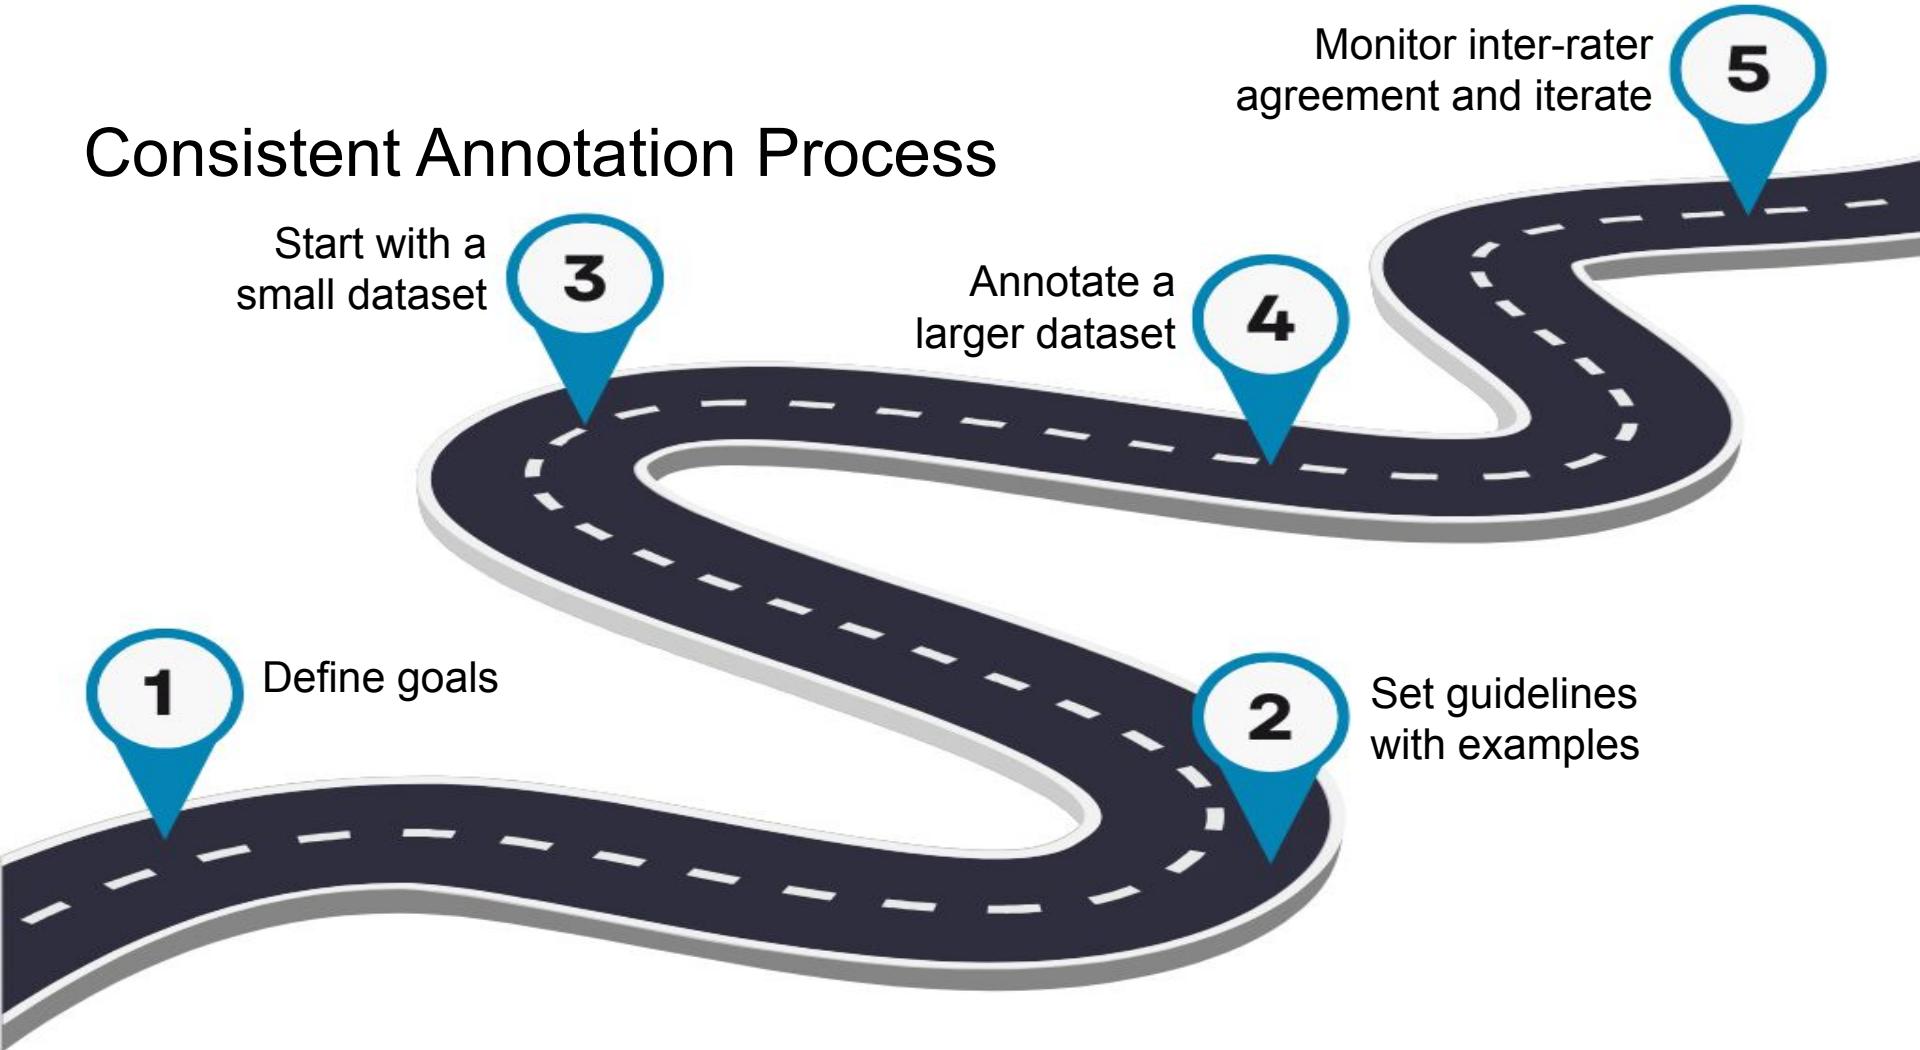 Consistent Annotation Process
1
Define goals
2
Set guidelines
with examples
3
Start with a
small dataset
4
Annotate a
larger dataset
5
Monitor inter-rater
agreement and iterate